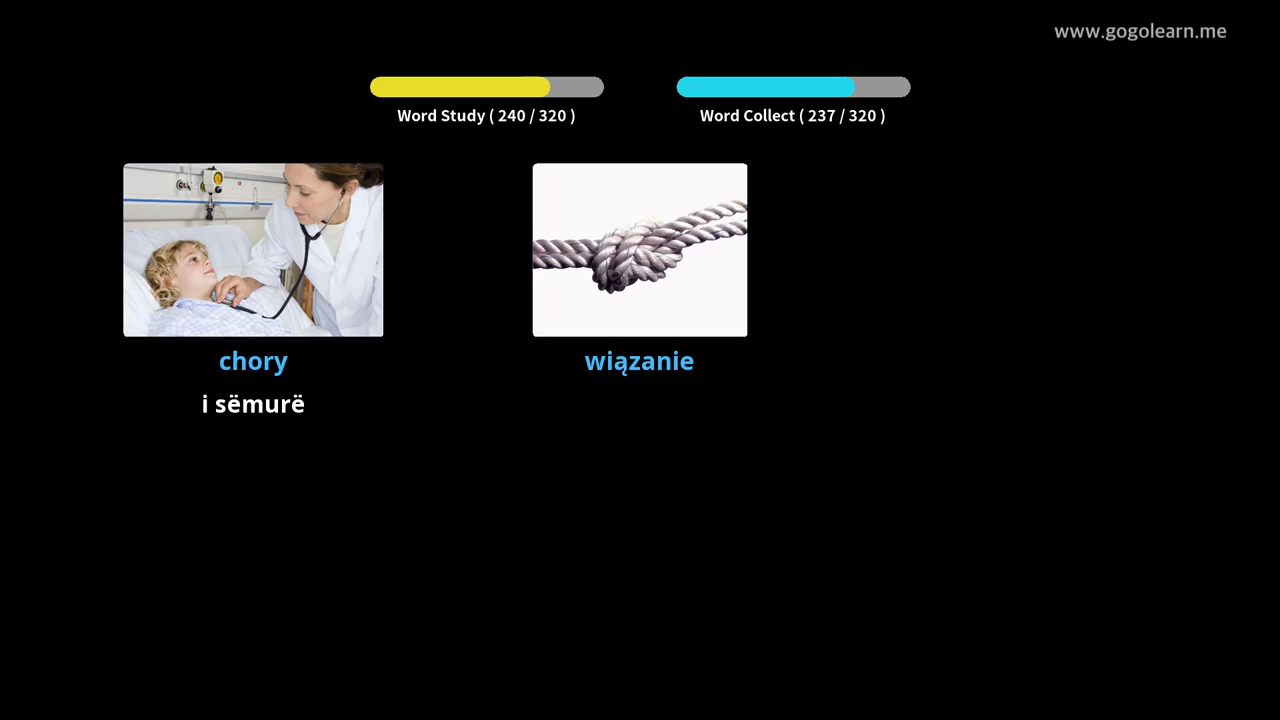 www.gogolearn.me
Word Study ( 240 / 320 )
Word Collect ( 237 / 320 )
chory
wiązanie
i sëmurë